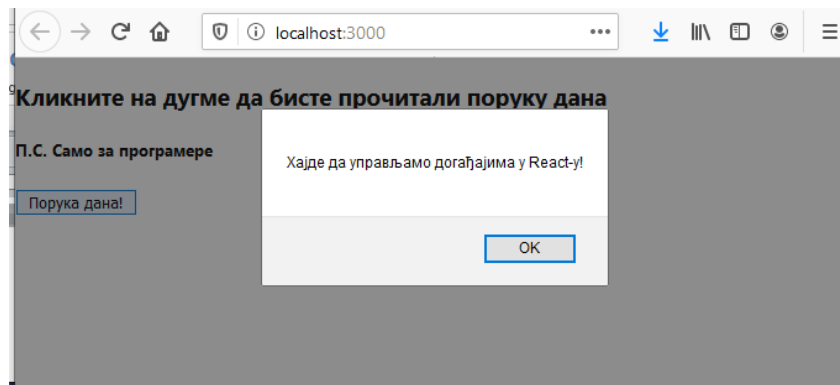 localhost:3000
Кликните на дугме да бисте прочитали поруку дана
П.С. Само за програмере
Хајде да управљамо догађајима у React-у!
Порука дана!
OK